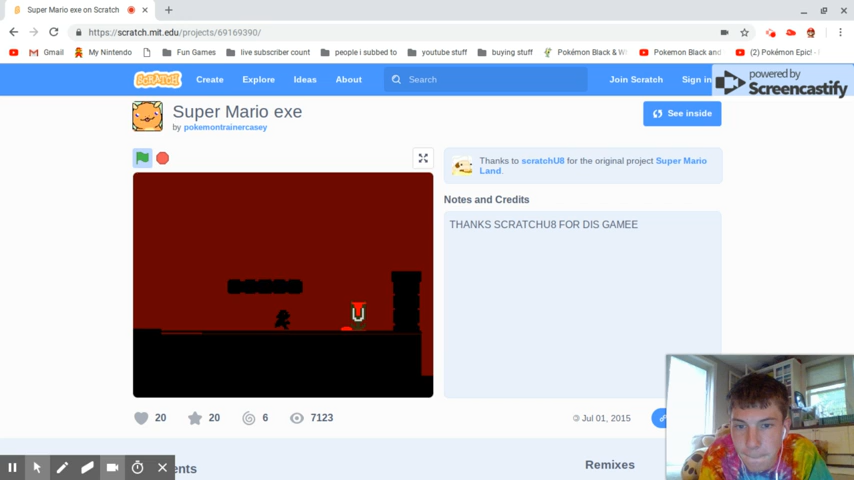 Super Mario exe on Scratch
https://scratch.mit.edu/projects/69169390/
Gmail
My Nintendo
Fun Games
live subscriber count
people i subbed to
youtube stuff
buying stuff
Pokémon Black & W
Pokemon Black and
(2) Pokémon Epic! -
SCRATCH
Create
Explore
Ideas
About
Search
Join Scratch
Sign in
powered by
Screencastify
Super Mario exe
by pokemontrainercasey
See inside
Thanks to scratchU8 for the original project Super Mario
Land.
Notes and Credits
THANKS SCRATCHU8 FOR DIS GAMEE
20
20
6
7123
© Jul 01, 2015
ents
Remixes